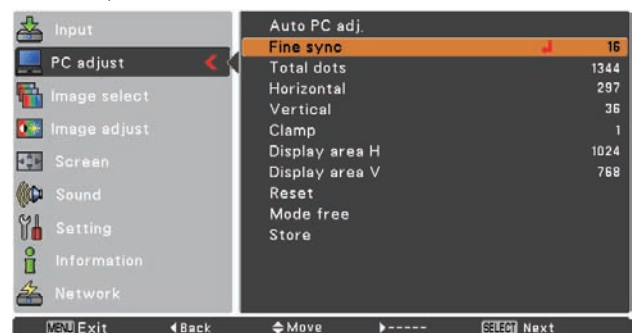 Input
PC adjust
Image select
Image adjust
Screen
Sound
Setting
Information
Network
Auto PC adj.
Fine sync 16
Total dots 1344
Horizontal 297
Vertical 36
Clamp 1
Display area H 1024
Display area V 768
Reset
Mode free
Store
MENU Exit ◀Back ⬍Move ▶----- SELECT Next